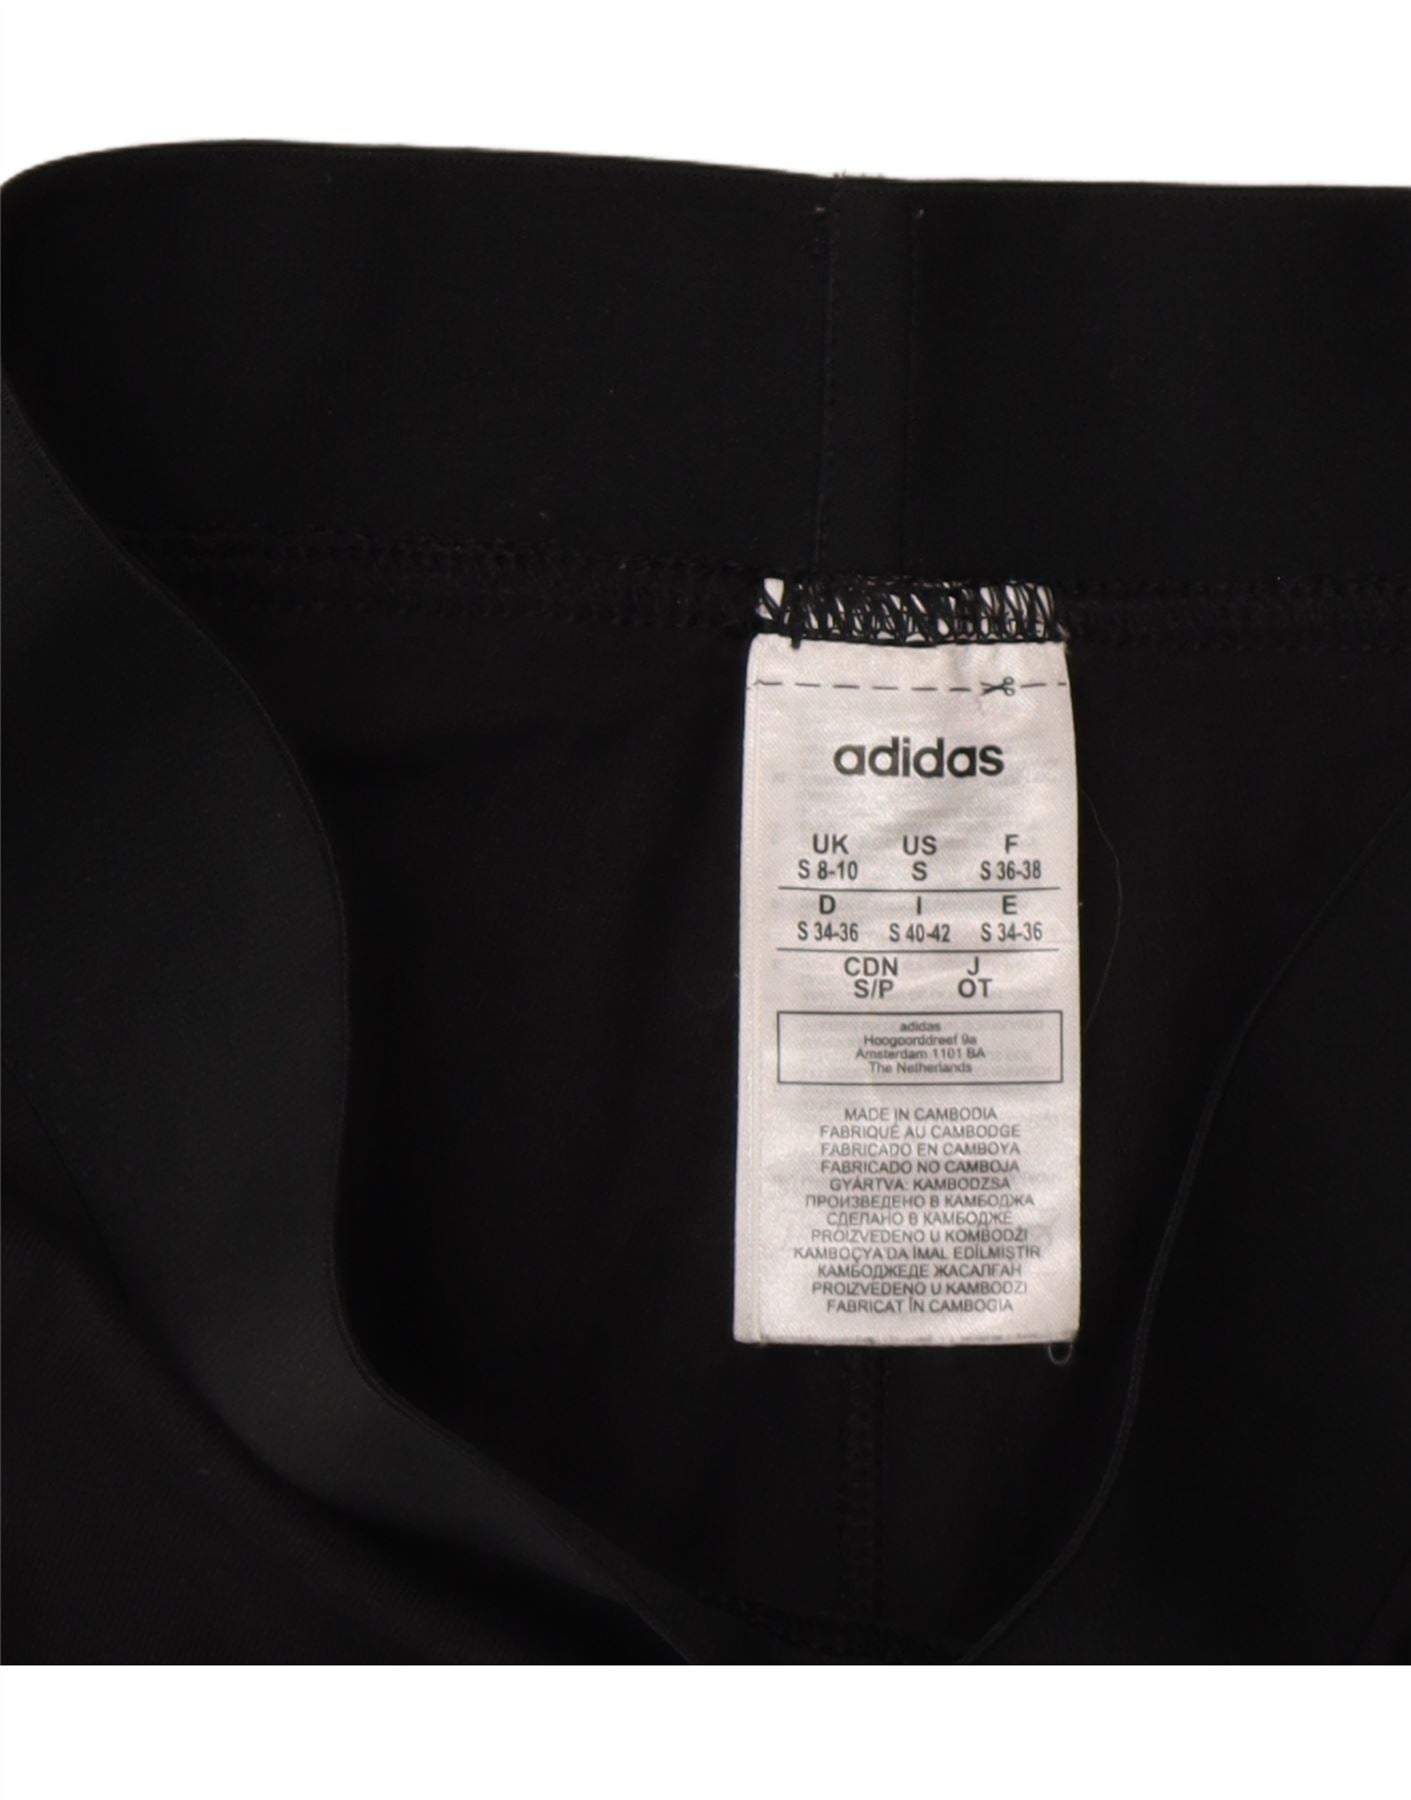 adidas
UK US F
S 8-10 S S 36-38
D I E
S 34-36 S 40-42 S 34-36
CDN J
S/P OT
adidas
Hoogoorddreef 9a
Amsterdam 1101 BA
The Netherlands
MADE IN CAMBODIA
FABRIQUÉ AU CAMBODGE
FABRICADO EN CAMBOYA
FABRICADO NO CAMBOJA
GYÁRTVA: KAMBODZSA
ПРОИЗВЕДЕНО В КАМБОДЖА
СДЕЛАНО В КАМБОДЖЕ
PROIZVEDENO U KOMBODŽI
KAMBOÇYA'DA İMAL EDİLMİŞTİR
КАМБОДЖЕДЕ ЖАСАЛҒАН
PROIZVEDENO U KAMBODŽI
FABRICAT ÎN CAMBOGIA